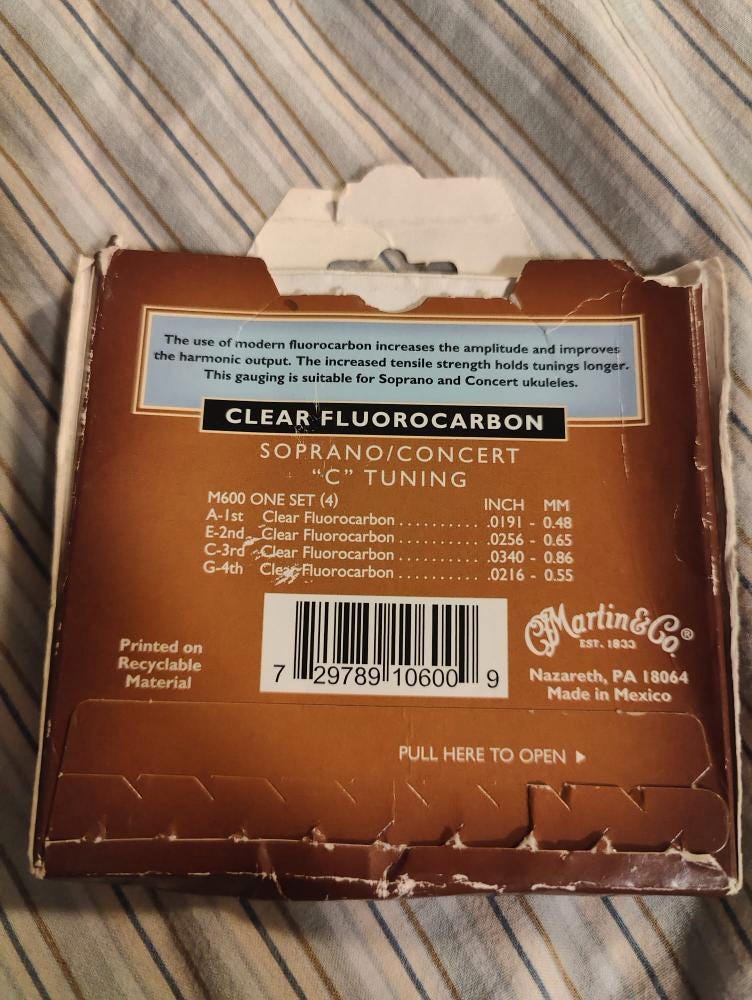 The use of modern fluorocarbon increases the amplitude and improves
the harmonic output. The increased tensile strength holds tunings longer.
This gauging is suitable for Soprano and Concert ukuleles.
CLEAR FLUOROCARBON
SOPRANO/CONCERT
“C” TUNING
M600 ONE SET (4) INCH MM
A-1st Clear Fluorocarbon .......... .0191 - 0.48
E-2nd Clear Fluorocarbon .......... .0256 - 0.65
C-3rd Clear Fluorocarbon .......... .0340 - 0.86
G-4th Clear Fluorocarbon .......... .0216 - 0.55
7 29789 10600 9
CFMartin & Co®
EST. 1833
Nazareth, PA 18064
Made in Mexico
Printed on
Recyclable
Material
PULL HERE TO OPEN ▶